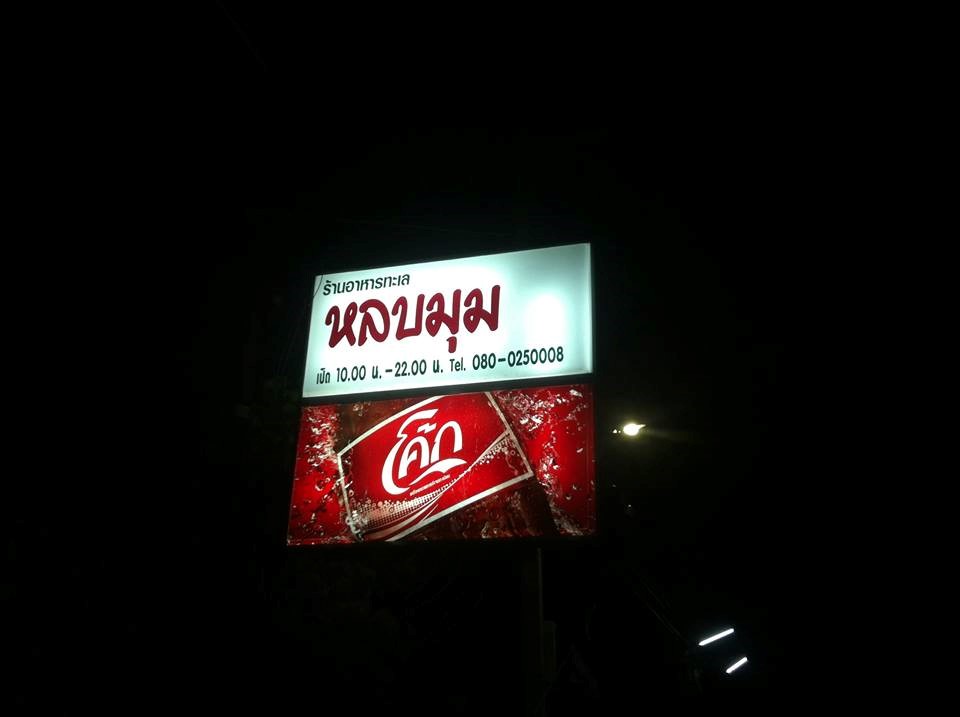 ร้านอาหารทะเล
หลบมุม
เปิด 10.00 น.-22.00 น. Tel. 080-0250008
โค้ก